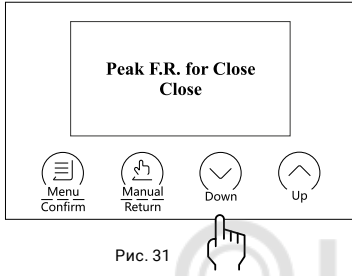 Peak F.R. for Close
Close
Menu
Confirm
Manual
Return
Down
Up
Рис. 31